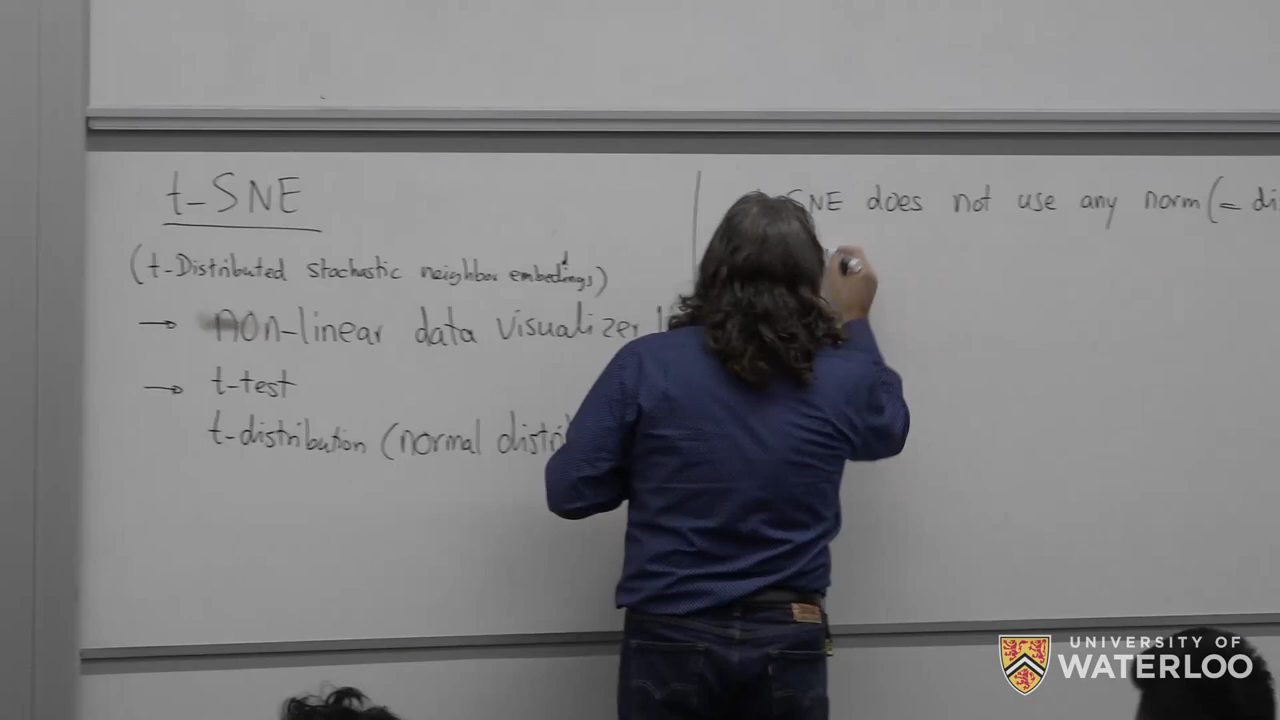 t-SNE
(t-Distributed stochastic neighbor embeddings)
→ non-linear data visualizer
→ t-test
t-distribution (normal distri
SNE does not use any norm (= di
UNIVERSITY OF
WATERLOO